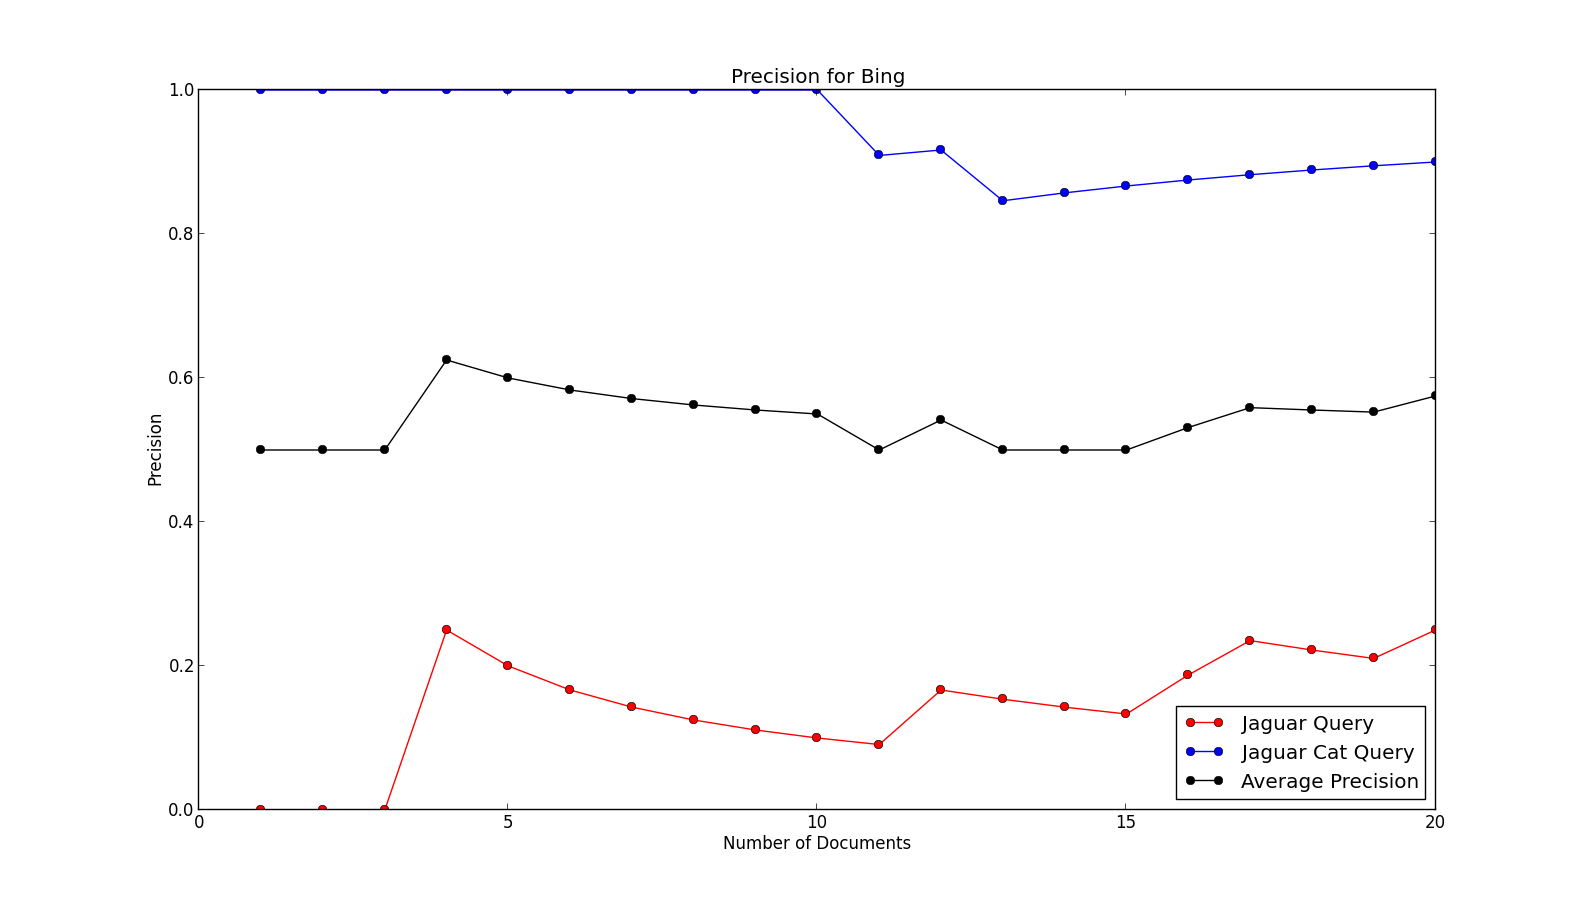 Precision for Bing
1.0
0.8
0.6
0.4
0.2
0.0
Precision
0 5 10 15 20
Number of Documents
Jaguar Query
Jaguar Cat Query
Average Precision